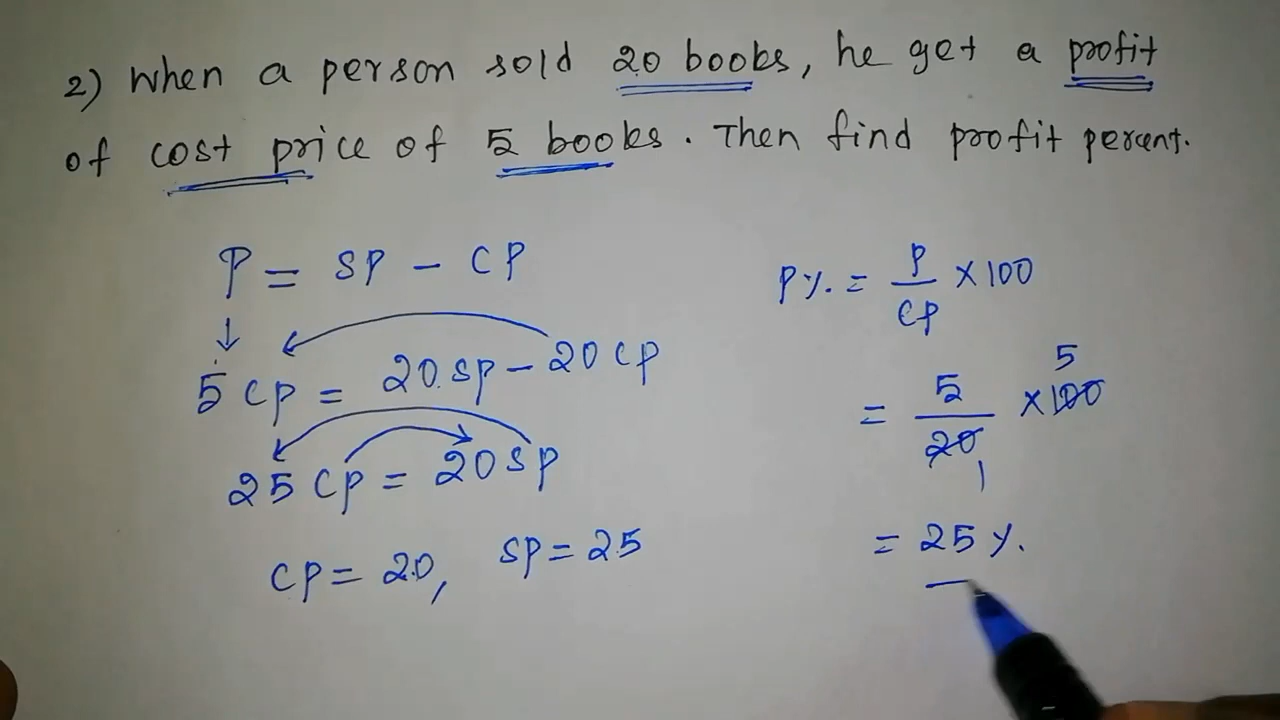 2) When a person sold 20 books, he get a profit
of cost price of 5 books. Then find profit percent.
P = SP - CP
↓
5 CP = 20 SP - 20 CP
25 CP = 20 SP
CP = 20, SP = 25
P%. = P/CP × 100
= 5/20 × 100
5
1
= 25%.